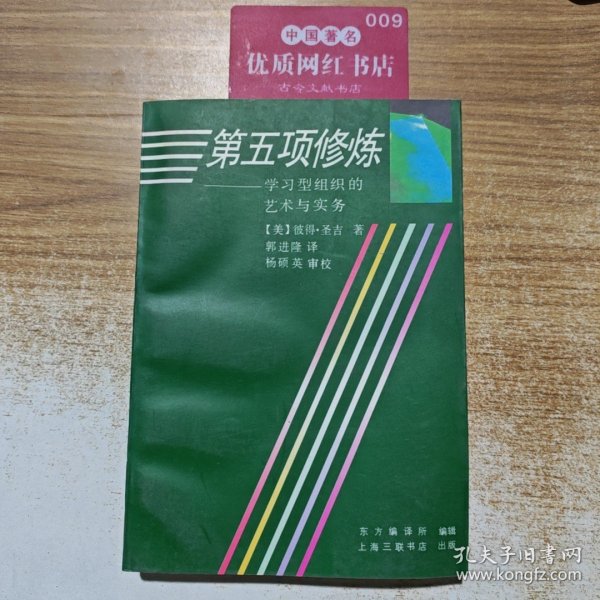 009
中国著名
优质网红书店
古今文献书店
第五项修炼
——学习型组织的
艺术与实务
【美】彼得·圣吉 著
郭进隆 译
杨硕英 审校
东方编译所 编辑
上海三联书店 出版
孔夫子旧书网
www.kongfz.com